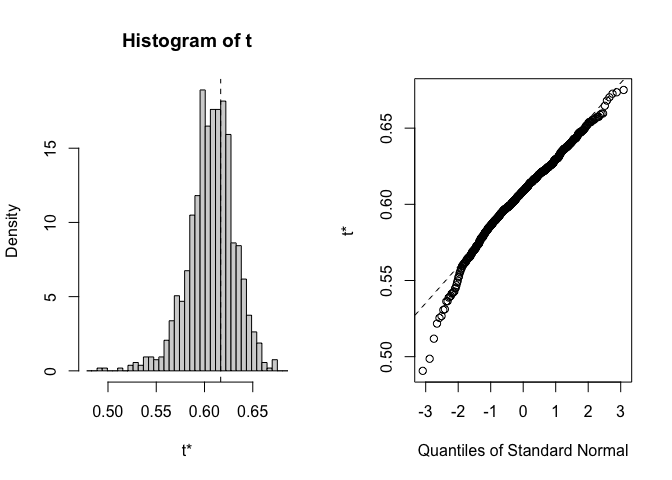 Histogram of t
Density
0
5
10
15
0.50 0.55 0.60 0.65
t*
t*
0.50
0.55
0.60
0.65
-3 -2 -1 0 1 2 3
Quantiles of Standard Normal